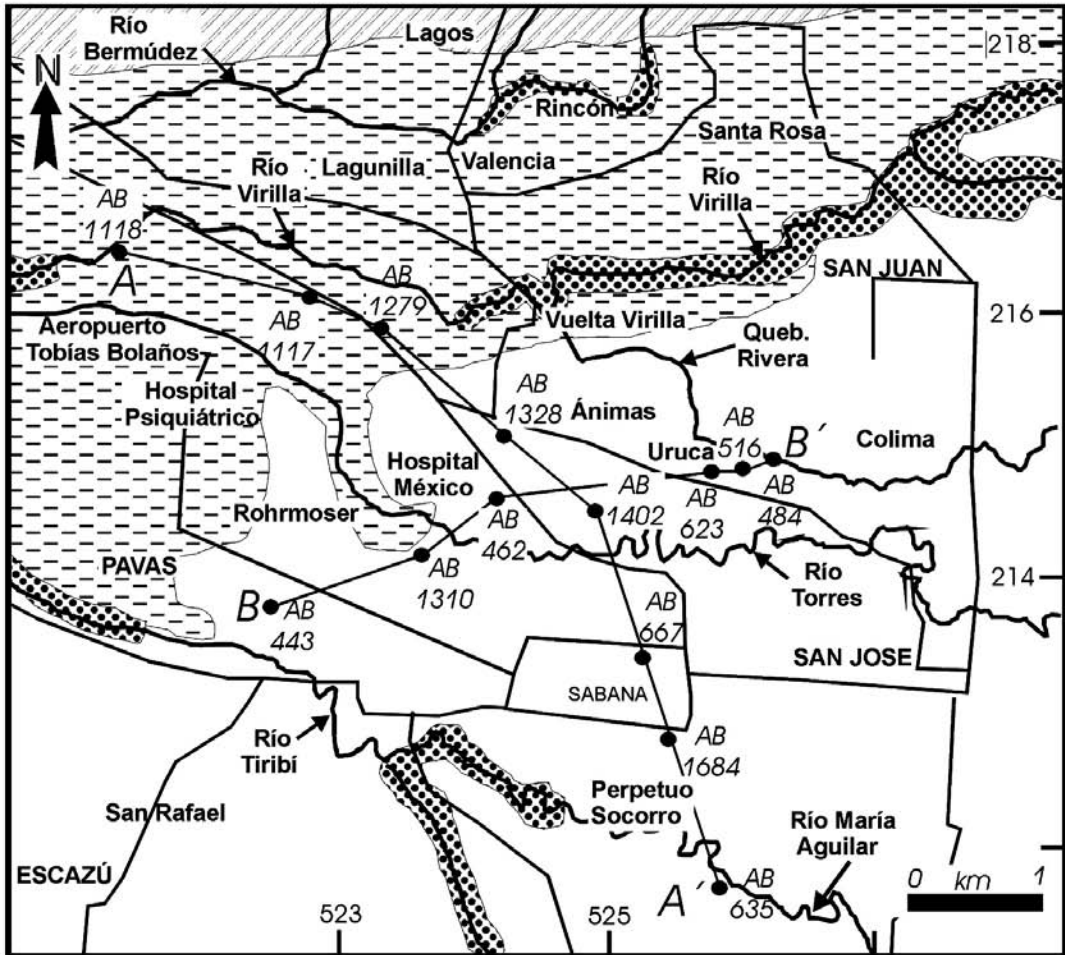 Lagos
218
Río
Bermúdez
N
Rincón
Santa Rosa
Valencia
Lagunilla
Río
Virilla
Río
Virilla
AB
1118
A
SAN JUAN
AB
1279
216
Vuelta Virilla
AB
1117
Aeropuerto
Tobías Bolaños
Queb.
Rivera
Hospital
Psiquiátrico
AB
1328
Ánimas
AB
516
B´
Colima
Uruca
Hospital
México
AB
1402
AB
623
AB
484
Rohrmoser
AB
462
PAVAS
AB
1310
214
Río
Torres
B
AB
443
AB
667
SAN JOSE
SABANA
Río
Tiribí
AB
1684
Perpetuo
Socorro
San Rafael
Río María
Aguilar
ESCAZÚ
A´
AB
635
0 km 1
523
525